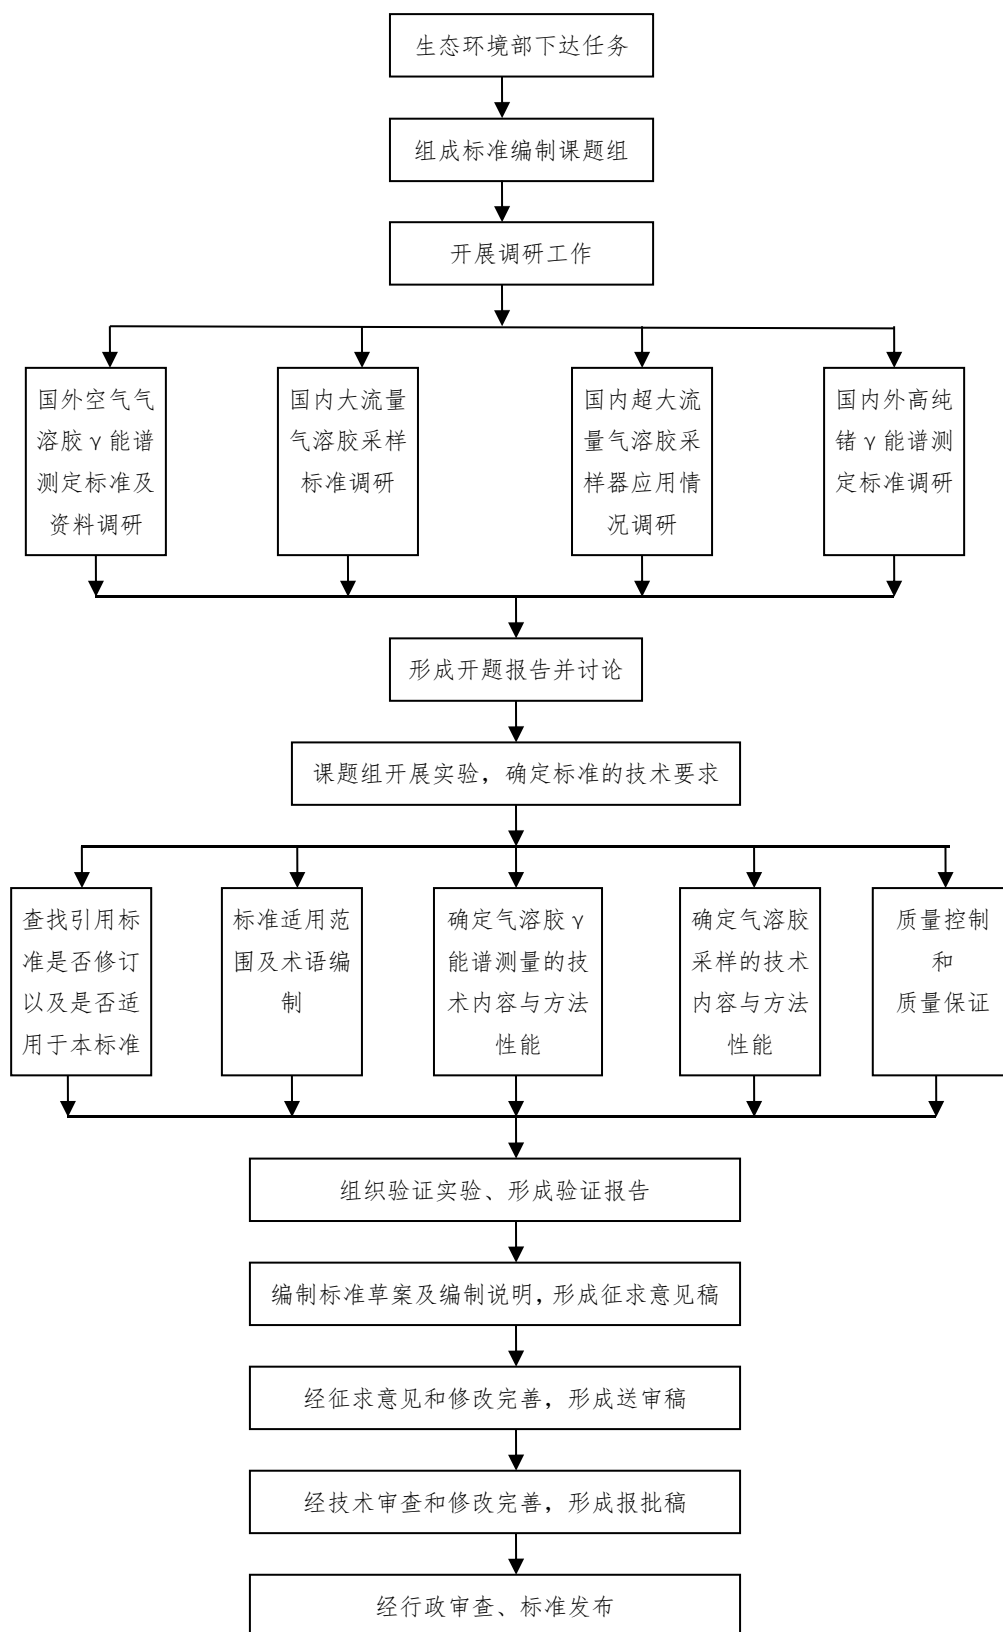 生态环境部下达任务
组成标准编制课题组
开展调研工作
国外空气气
溶胶γ能谱
测定标准及
资料调研
国内大流量
气溶胶采样
标准调研
国内超大流
量气溶胶采
样器应用情
况调研
国内外高纯
锗γ能谱测
定标准调研
形成开题报告并讨论
课题组开展实验，确定标准的技术要求
查找引用标
准是否修订
以及是否适
用于本标准
标准适用范
围及术语编
制
确定气溶胶γ
能谱测量的技
术内容与方法
性能
确定气溶胶
采样的技术
内容与方法
性能
质量控制
和
质量保证
组织验证实验、形成验证报告
编制标准草案及编制说明，形成征求意见稿
经征求意见和修改完善，形成送审稿
经技术审查和修改完善，形成报批稿
经行政审查、标准发布